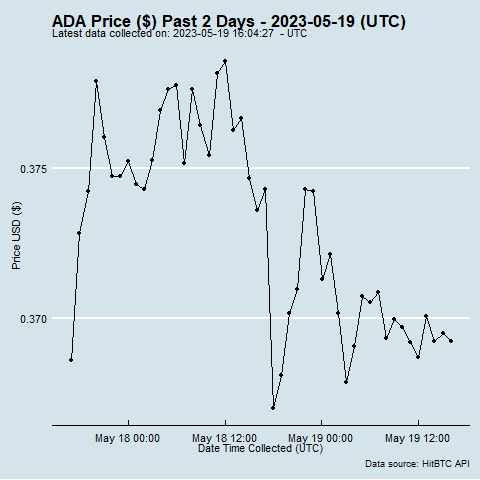 ADA Price ($) Past 2 Days - 2023-05-19 (UTC)
Latest data collected on: 2023-05-19 16:04:27 - UTC
0.375
Price USD ($)
0.370
May 18 00:00 May 18 12:00 May 19 00:00 May 19 12:00
Date Time Collected (UTC)
Data source: HitBTC API